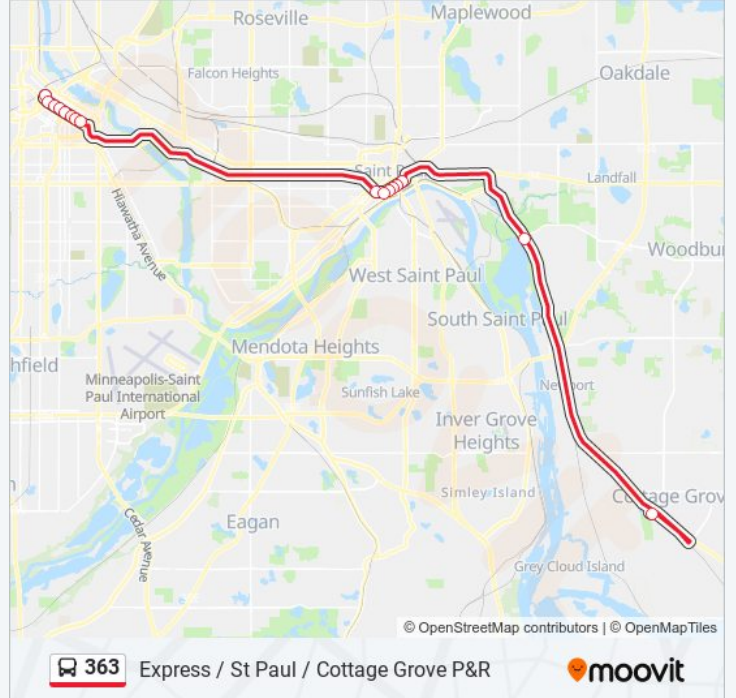 Roseville
Maplewood
Falcon Heights
Oakdale
Saint P
Landfall
Hiawatha Avenue
Woodbu
West Saint Paul
South Saint Paul
hfield
Mendota Heights
Minneapolis-Saint
Paul International
Airport
Sunfish Lake
Inver Grove
Heights
Simley Island
Cottage Grov
Cedar Avenue
Eagan
Grey Cloud Island
© OpenStreetMap contributors | © OpenMapTiles
363 Express / St Paul / Cottage Grove P&R
moovit